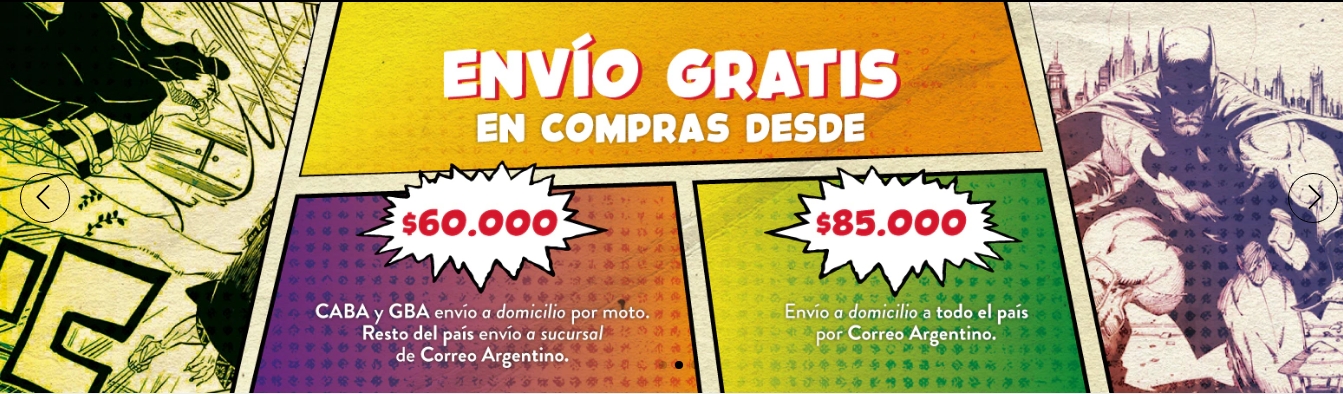 ENVÍO GRATIS
EN COMPRAS DESDE
$60.000
CABA y GBA envío a domicilio por moto.
Resto del país envío a sucursal
de Correo Argentino.
$85.000
Envío a domicilio a todo el país
por Correo Argentino.